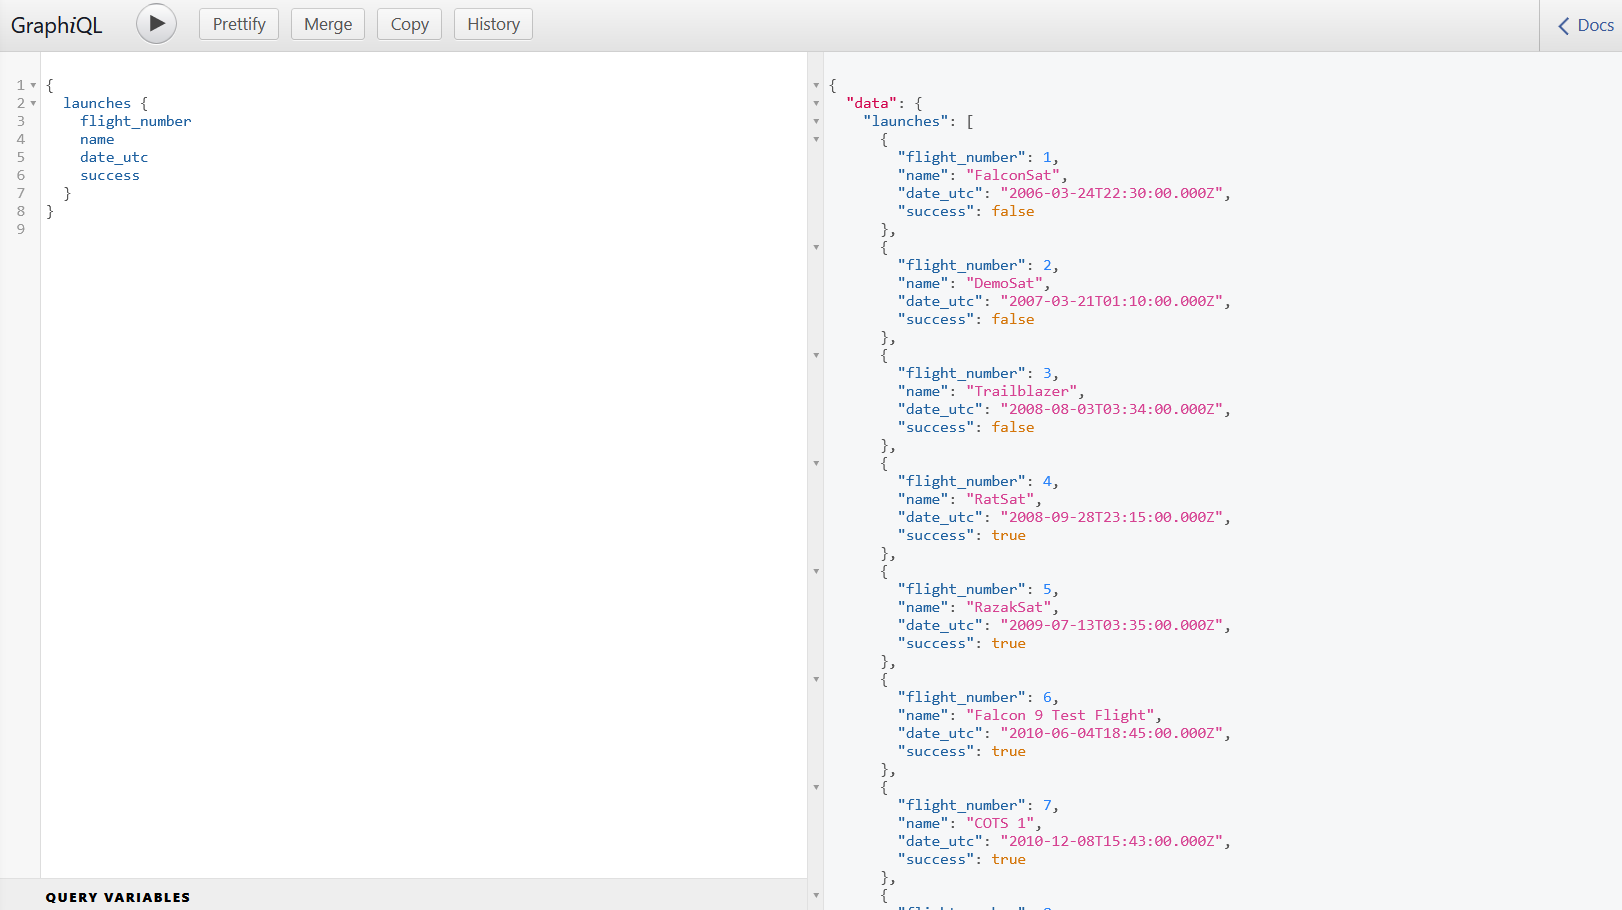 GraphiQL
Prettify
Merge
Copy
History
Docs
1 {
2 launches {
3 flight_number
4 name
5 date_utc
6 success
7 }
8 }
9
QUERY VARIABLES
{
"data": {
"launches": [
{
"flight_number": 1,
"name": "FalconSat",
"date_utc": "2006-03-24T22:30:00.000Z",
"success": false
},
{
"flight_number": 2,
"name": "DemoSat",
"date_utc": "2007-03-21T01:10:00.000Z",
"success": false
},
{
"flight_number": 3,
"name": "Trailblazer",
"date_utc": "2008-08-03T03:34:00.000Z",
"success": false
},
{
"flight_number": 4,
"name": "RatSat",
"date_utc": "2008-09-28T23:15:00.000Z",
"success": true
},
{
"flight_number": 5,
"name": "RazakSat",
"date_utc": "2009-07-13T03:35:00.000Z",
"success": true
},
{
"flight_number": 6,
"name": "Falcon 9 Test Flight",
"date_utc": "2010-06-04T18:45:00.000Z",
"success": true
},
{
"flight_number": 7,
"name": "COTS 1",
"date_utc": "2010-12-08T15:43:00.000Z",
"success": true
},
{